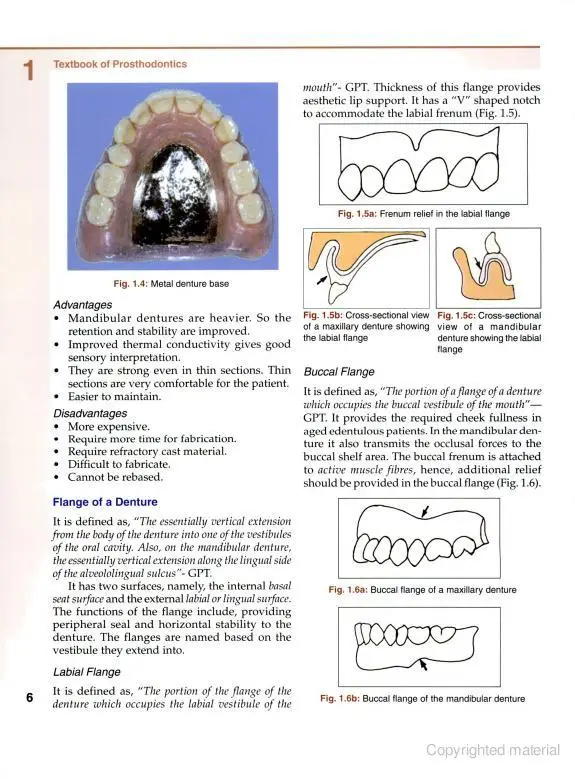 1
Textbook of Prosthodontics
Fig. 1.4: Metal denture base
Advantages
• Mandibular dentures are heavier. So the
retention and stability are improved.
• Improved thermal conductivity gives good
sensory interpretation.
• They are strong even in thin sections. Thin
sections are very comfortable for the patient.
• Easier to maintain.
Disadvantages
• More expensive.
• Require more time for fabrication.
• Require refractory cast material.
• Difficult to fabricate.
• Cannot be rebased.
Flange of a Denture
It is defined as, “The essentially vertical extension
from the body of the denture into one of the vestibules
of the oral cavity. Also, on the mandibular denture,
the essentially vertical extension along the lingual side
of the alveololingual sulcus”- GPT.
It has two surfaces, namely, the internal basal
seat surface and the external labial or lingual surface.
The functions of the flange include, providing
peripheral seal and horizontal stability to the
denture. The flanges are named based on the
vestibule they extend into.
Labial Flange
It is defined as, “The portion of the flange of the
denture which occupies the labial vestibule of the
mouth”- GPT. Thickness of this flange provides
aesthetic lip support. It has a “V” shaped notch
to accommodate the labial frenum (Fig. 1.5).
Fig. 1.5a: Frenum relief in the labial flange
Fig. 1.5b: Cross-sectional view
of a maxillary denture showing
the labial flange
Fig. 1.5c: Cross-sectional
view of a mandibular
denture showing the labial
flange
Buccal Flange
It is defined as, “The portion of a flange of a denture
which occupies the buccal vestibule of the mouth”—
GPT. It provides the required cheek fullness in
aged edentulous patients. In the mandibular den-
ture it also transmits the occlusal forces to the
buccal shelf area. The buccal frenum is attached
to active muscle fibres, hence, additional relief
should be provided in the buccal flange (Fig. 1.6).
Fig. 1.6a: Buccal flange of a maxillary denture
Fig. 1.6b: Buccal flange of the mandibular denture
6
Copyrighted material